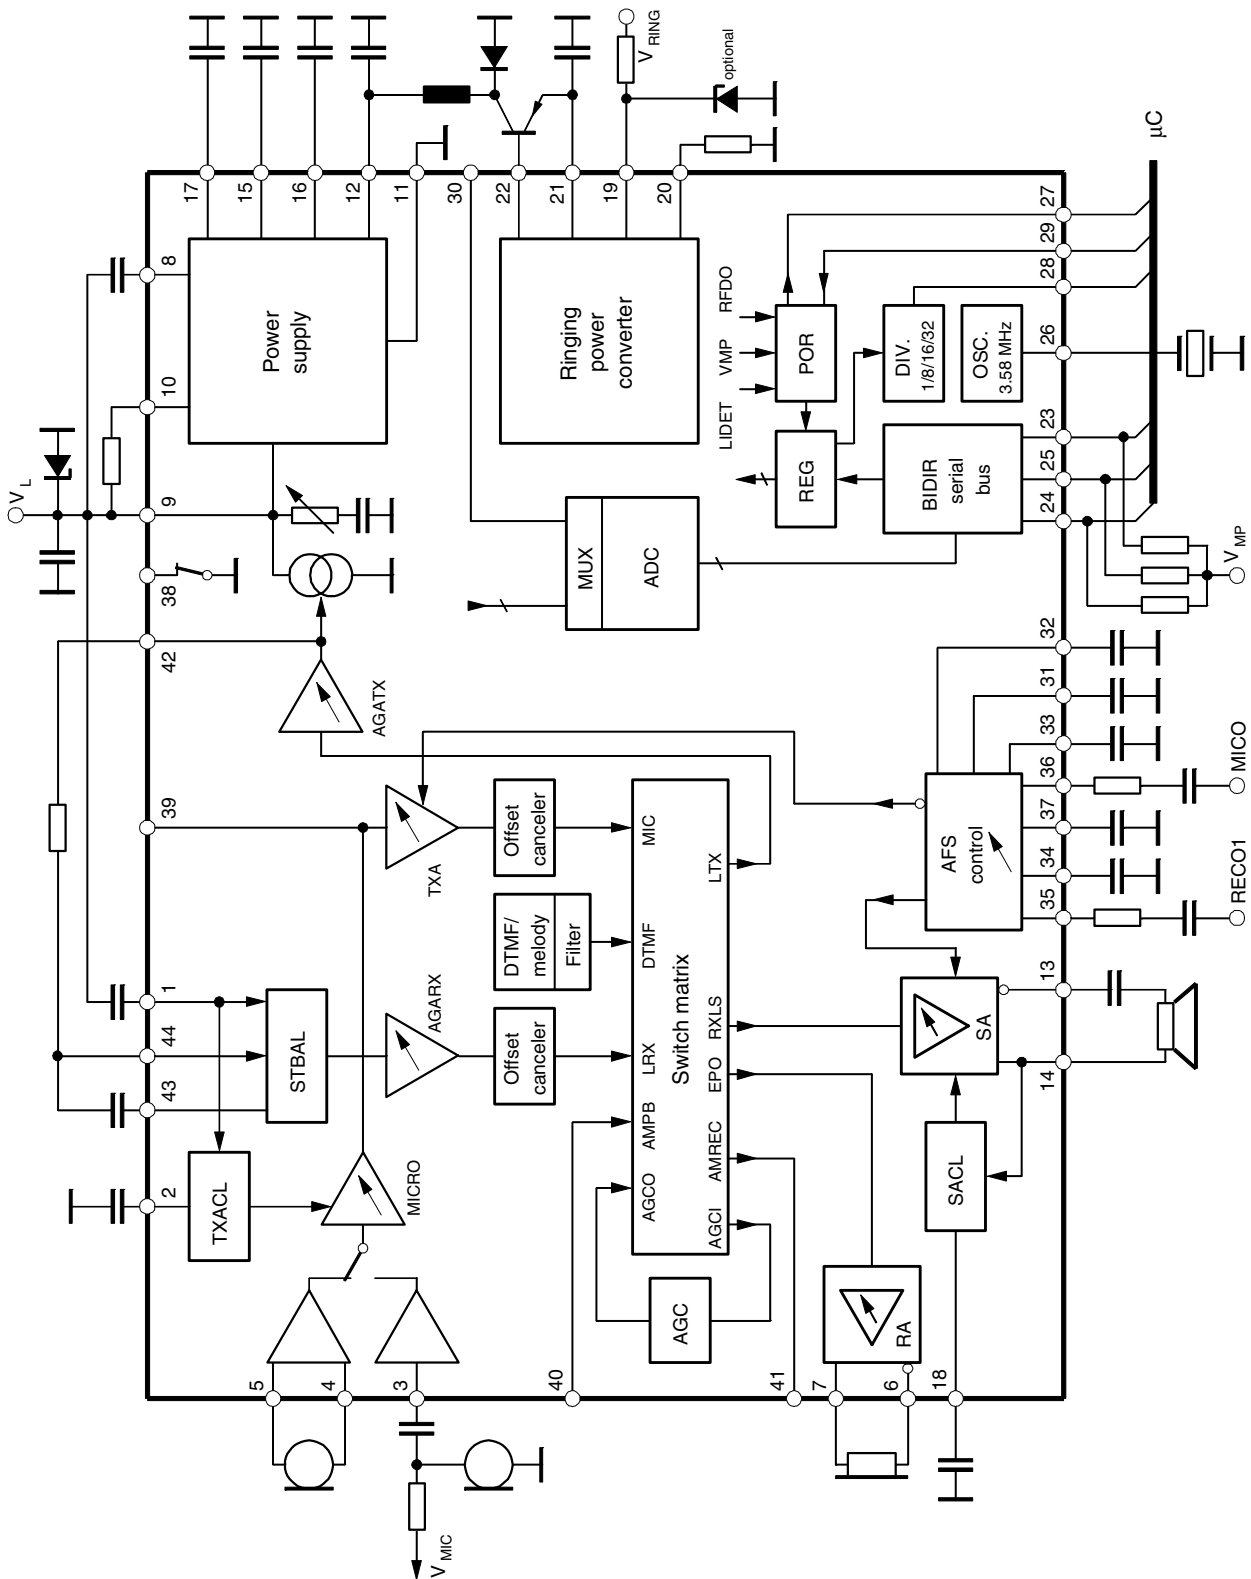 5
4
3
40
41
7
6
18
V MIC
TXACL
MICRO
AGC
RA
SACL
2
43
44
1
39
42
38
9
10
8
V L
STBAL
AGARX
TXA
AGATX
Offset
canceler
DTMF/
melody
Filter
Offset
canceler
AGCO
AMPB
LRX
DTMF
MIC
Switch matrix
AGCI
AMREC
EPO
RXLS
LTX
SA
AFS
control
14
13
35
34
37
36
33
31
32
RECO1
MICO
V MP
MUX
ADC
Power
supply
Ringing
power
converter
LIDET
VMP
RFDO
REG
POR
BIDIR
serial
bus
DIV.
1/8/16/32
OSC.
3.58 MHz
24
25
23
26
28
29
27
µC
17
15
16
12
11
30
22
21
19
20
V RING
optional